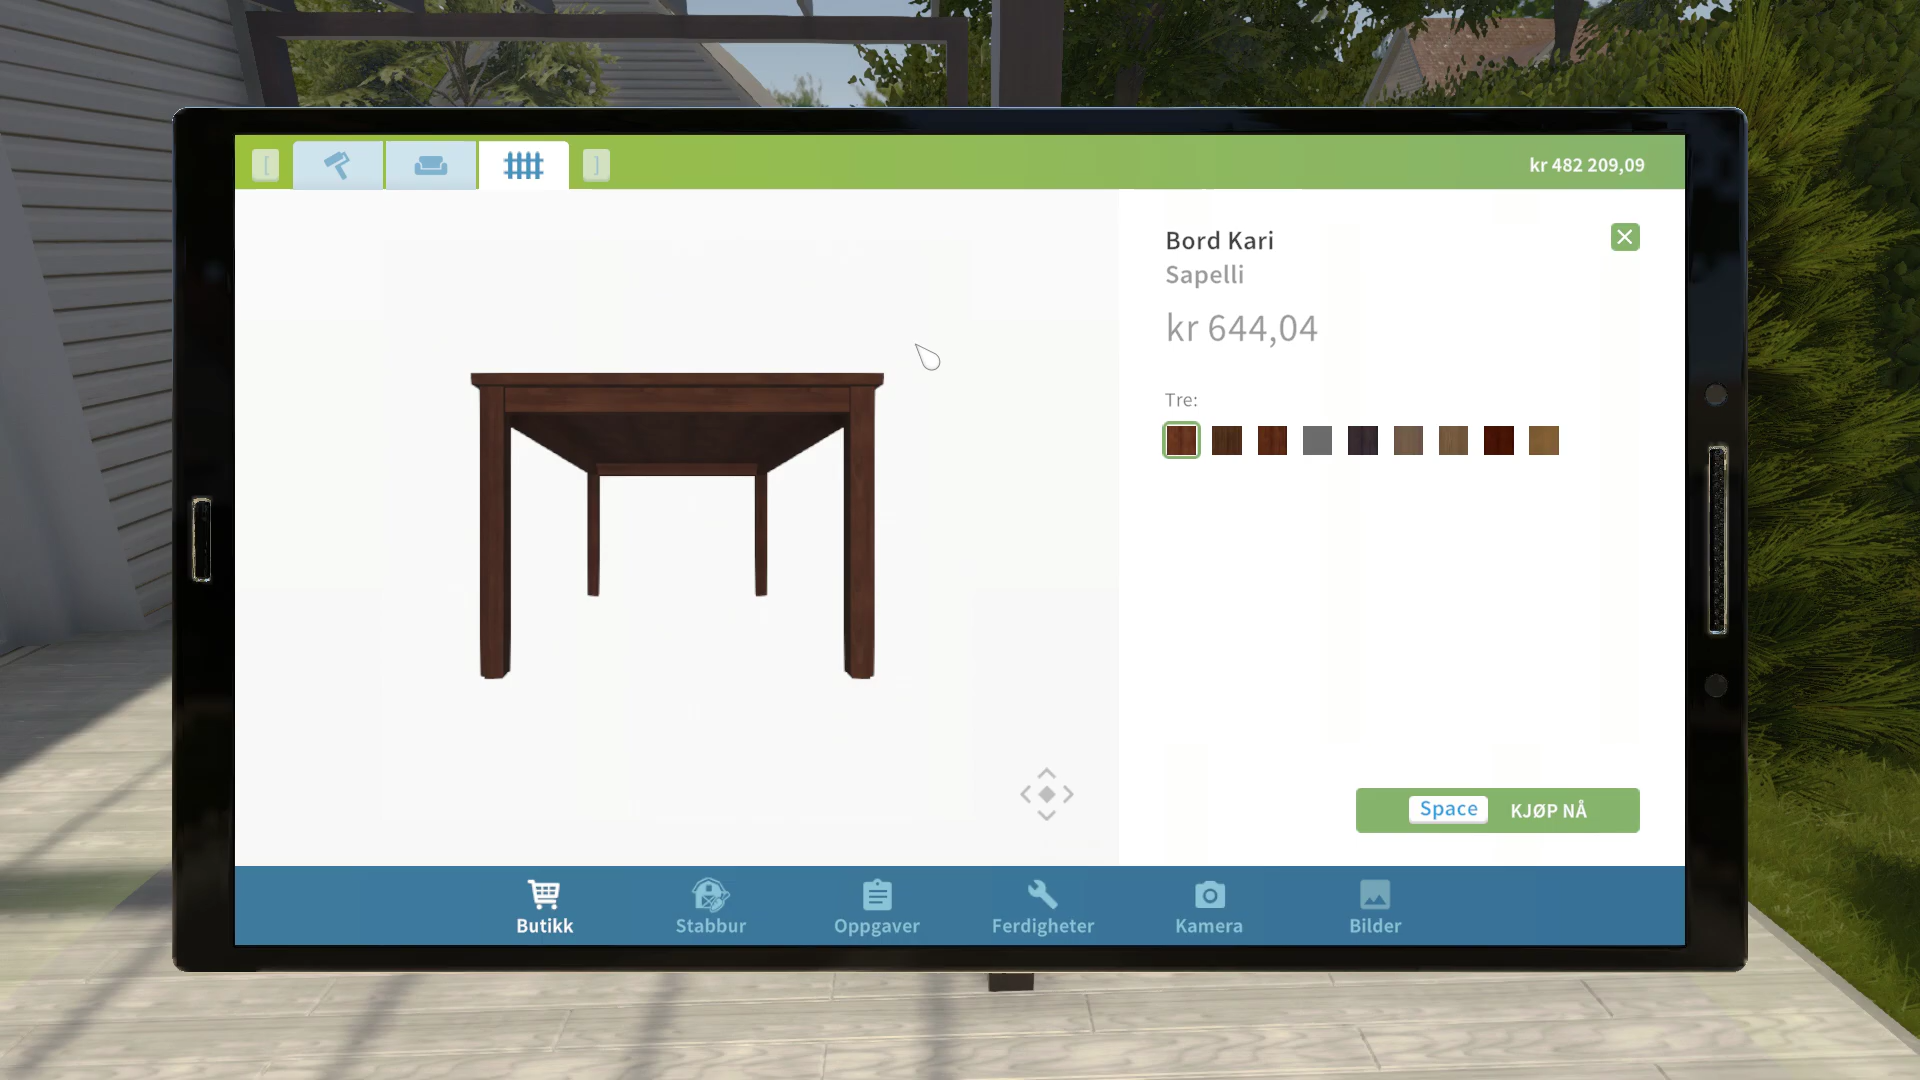 [
]
kr 482 209,09
Bord Kari
Sapelli
kr 644,04
Tre:
Space KJØP NÅ
Butikk
Stabbur
Oppgaver
Ferdigheter
Kamera
Bilder